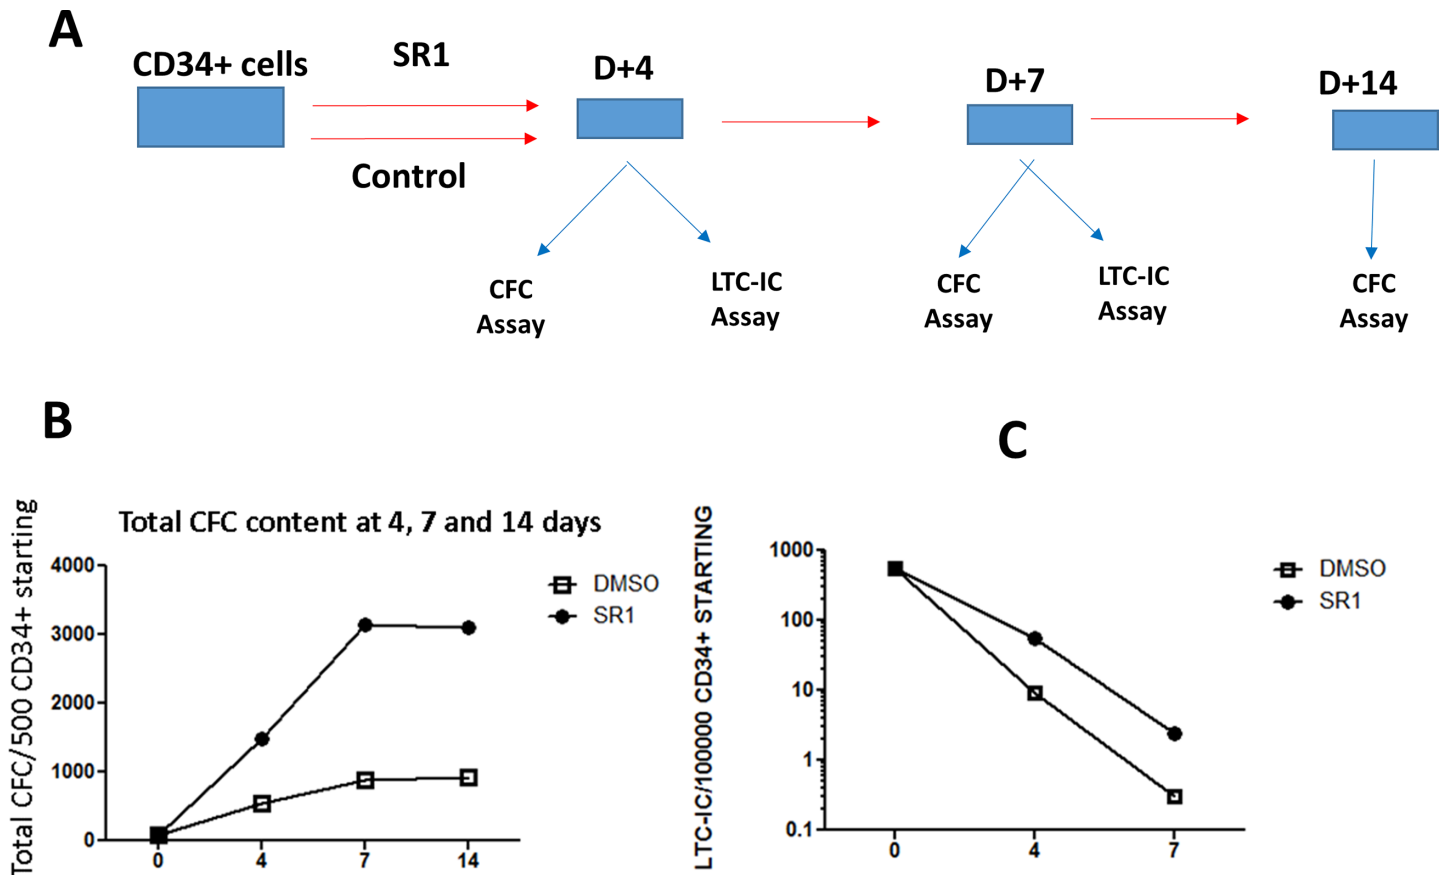 A
CD34+ cells
SR1
Control
D+4
D+7
D+14
CFC
Assay
LTC-IC
Assay
CFC
Assay
LTC-IC
Assay
CFC
Assay
B
Total CFC content at 4, 7 and 14 days
Total CFC/500 CD34+ starting
4000
3000
2000
1000
0
0
4
7
14
DMSO
SR1
C
LTC-IC/100000 CD34+ STARTING
1000
100
10
1
0.1
0
4
7
DMSO
SR1